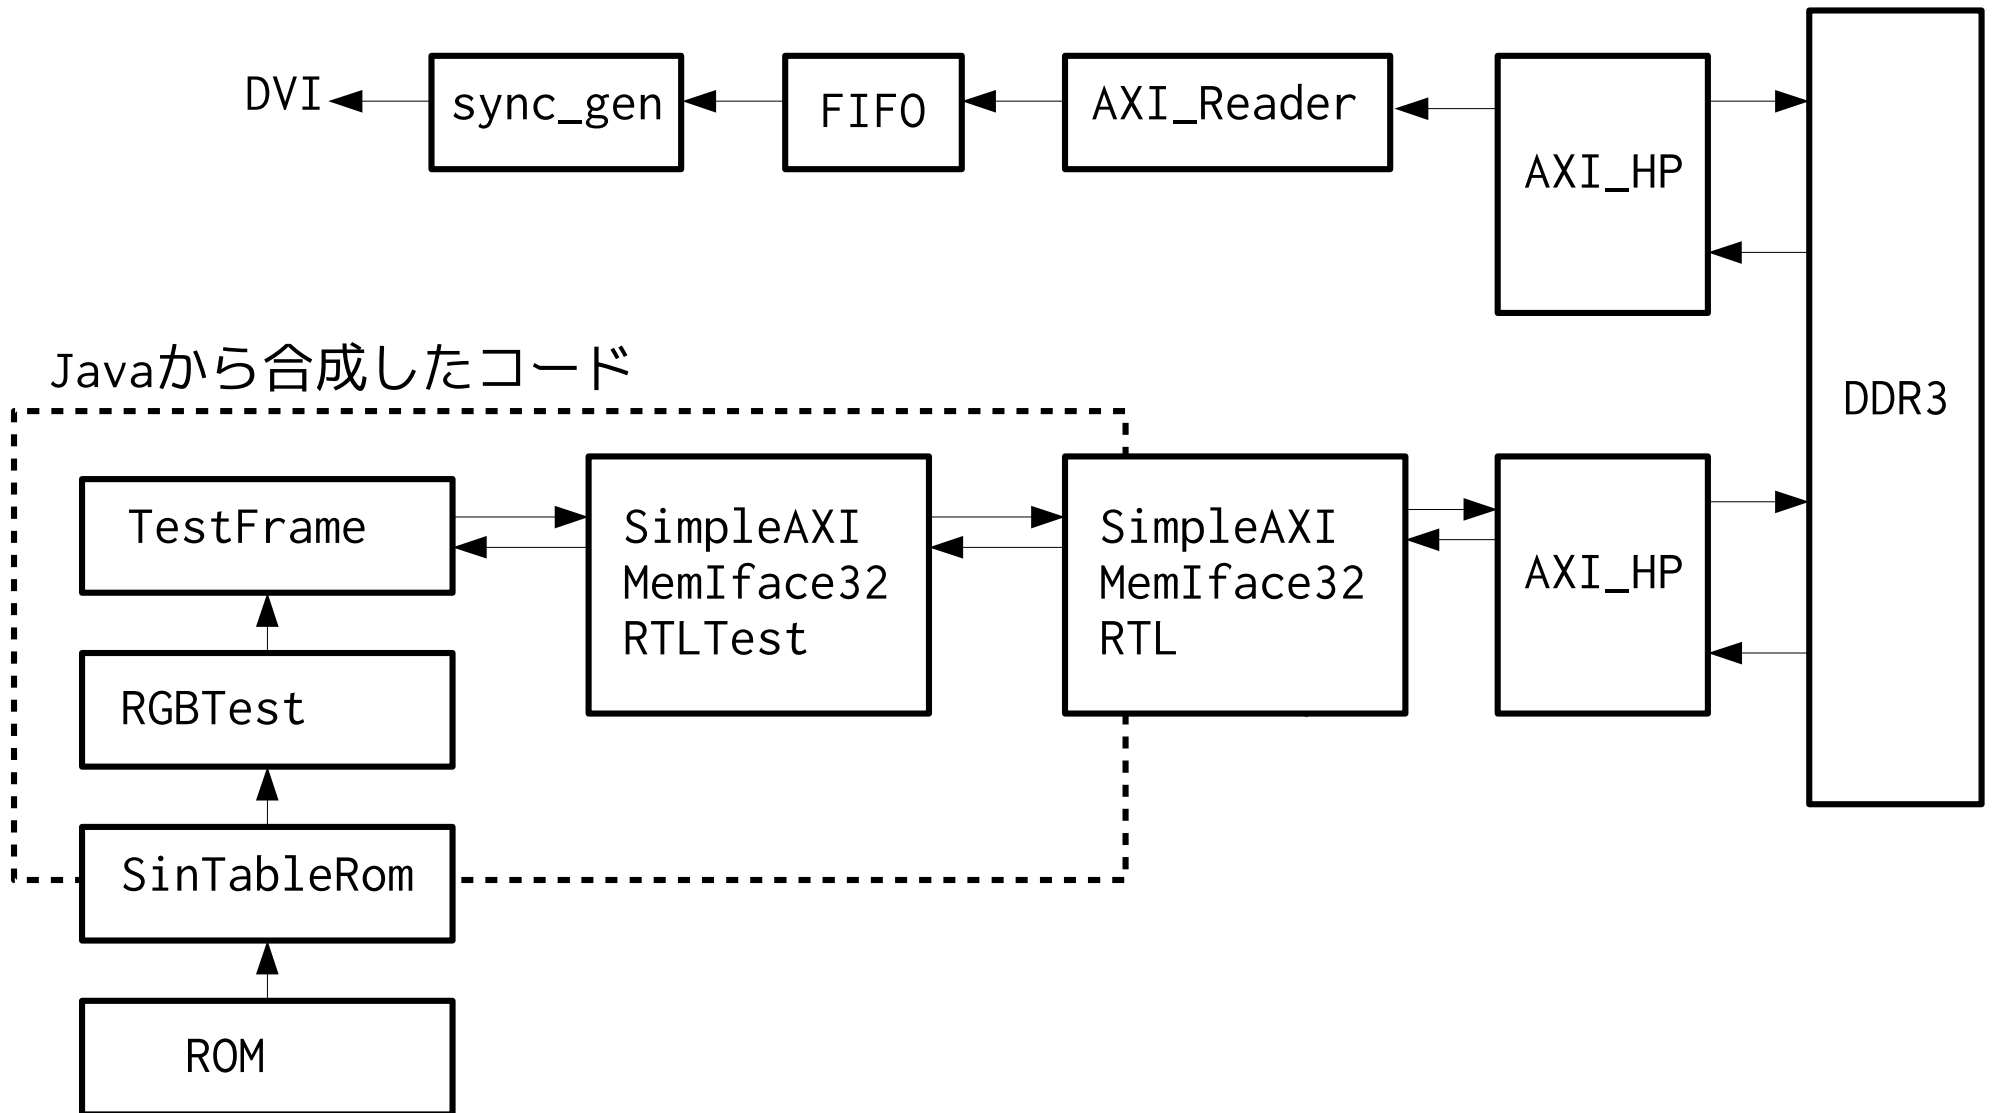 DVI
sync_gen
FIFO
AXI_Reader
AXI_HP
DDR3
Javaから合成したコード
TestFrame
SimpleAXI
MemIface32
RTLTest
SimpleAXI
MemIface32
RTL
AXI_HP
RGBTest
SinTableRom
ROM